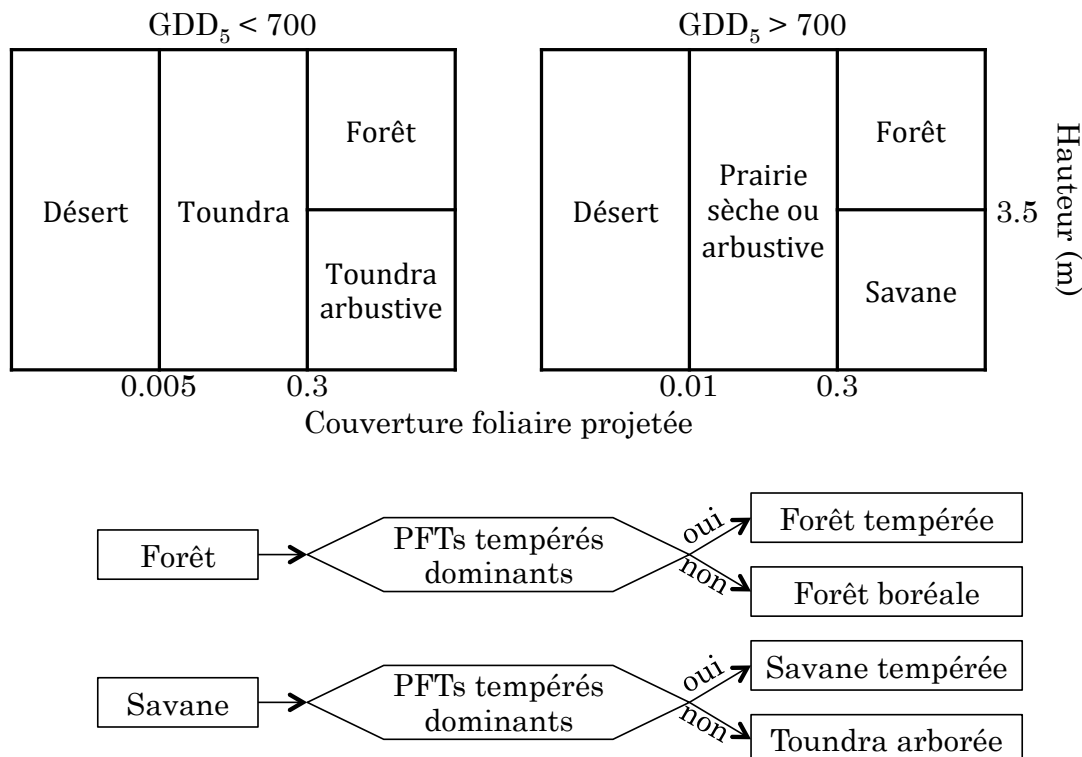 GDD₅ < 700
Désert
Toundra
Forêt
Toundra
arbustive
0.005
0.3
GDD₅ > 700
Désert
Prairie
sèche ou
arbustive
Forêt
Savane
0.01
0.3
3.5
Hauteur (m)
Couverture foliaire projetée
Forêt
PFTs tempérés
dominants
oui
non
Forêt tempérée
Forêt boréale
Savane
PFTs tempérés
dominants
oui
non
Savane tempérée
Toundra arborée